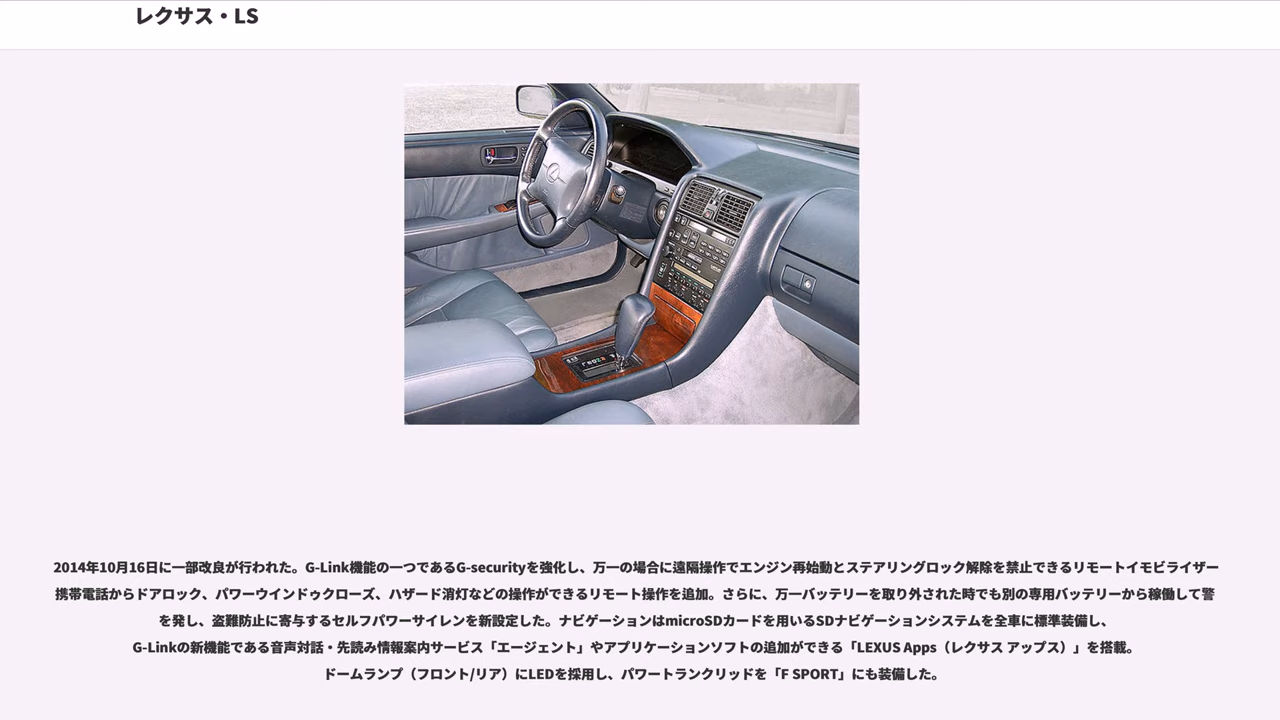 レクサス・LS
2014年10月16日に一部改良が行われた。G-Link機能の一つであるG-securityを強化し、万一の場合に遠隔操作でエンジン再始動とステアリングロック解除を禁止できるリモートイモビライザー
携帯電話からドアロック、パワーウインドゥクローズ、ハザード消灯などの操作ができるリモート操作を追加。さらに、万一バッテリーを取り外された時でも別の専用バッテリーから稼働して警
を発し、盗難防止に寄与するセルフパワーサイレンを新設定した。ナビゲーションはmicroSDカードを用いるSDナビゲーションシステムを全車に標準装備し、
G-Linkの新機能である音声対話・先読み情報案内サービス「エージェント」やアプリケーションソフトの追加ができる「LEXUS Apps（レクサス アップス）」を搭載。
ドームランプ（フロント/リア）にLEDを採用し、パワートランクリッドを「F SPORT」にも装備した。